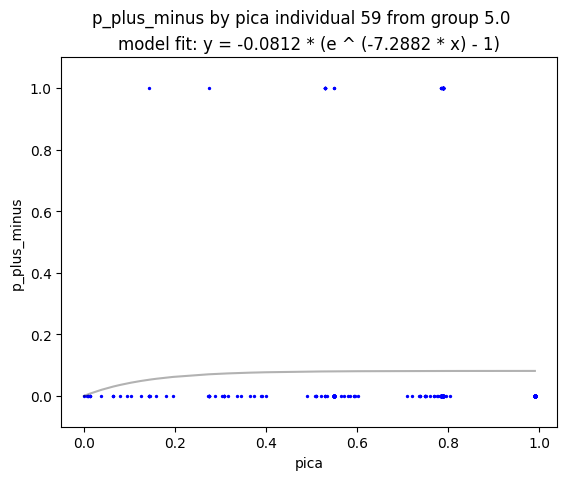 p_plus_minus by pica individual 59 from group 5.0
model fit: y = -0.0812 * (e ^ (-7.2882 * x) - 1)
1.0
0.8
0.6
0.4
0.2
0.0
p_plus_minus
0.0 0.2 0.4 0.6 0.8 1.0
pica